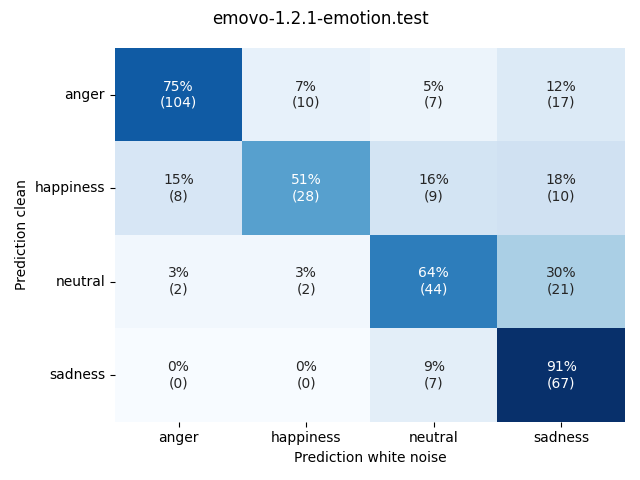 emovo-1.2.1-emotion.test
anger 75% 7% 5% 12%
(104) (10) (7) (17)
happiness 15% 51% 16% 18%
(8) (28) (9) (10)
neutral 3% 3% 64% 30%
(2) (2) (44) (21)
sadness 0% 0% 9% 91%
(0) (0) (7) (67)
Prediction clean
anger happiness neutral sadness
Prediction white noise